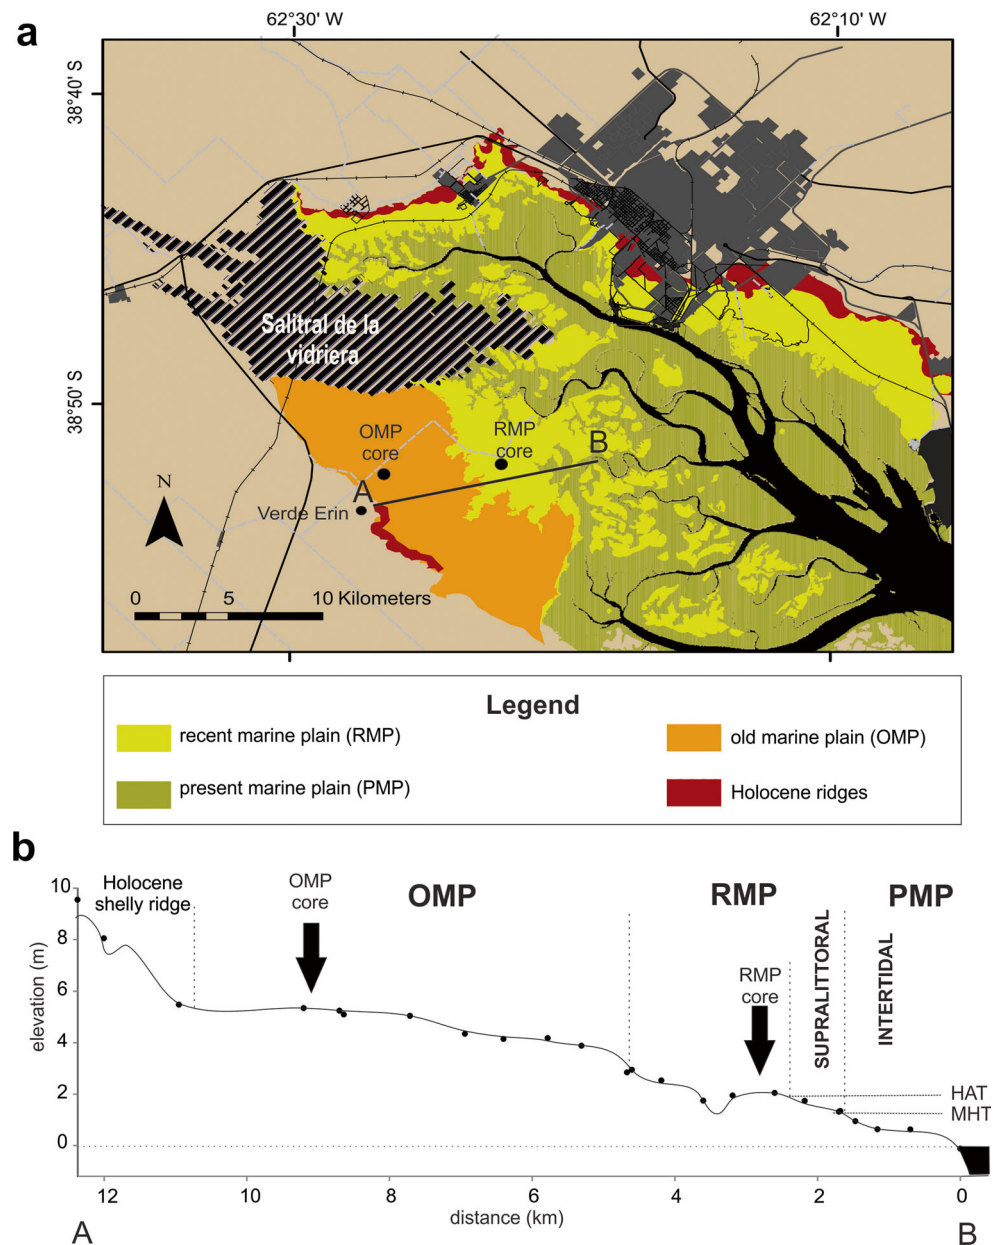 a
62°30' W
62°10' W
38°40' S
38°50' S
Salitral de la
vidriera
OMP
core
RMP
core
B
A
Verde Erin
N
0
5
10 Kilometers
Legend
recent marine plain (RMP)
old marine plain (OMP)
present marine plain (PMP)
Holocene ridges
b
10
8
6
4
2
0
elevation (m)
Holocene
shelly ridge
OMP
core
OMP
RMP
PMP
RMP
core
SUPRALITTORAL
INTERTIDAL
HAT
MHT
12
10
8
6
4
2
0
distance (km)
A
B